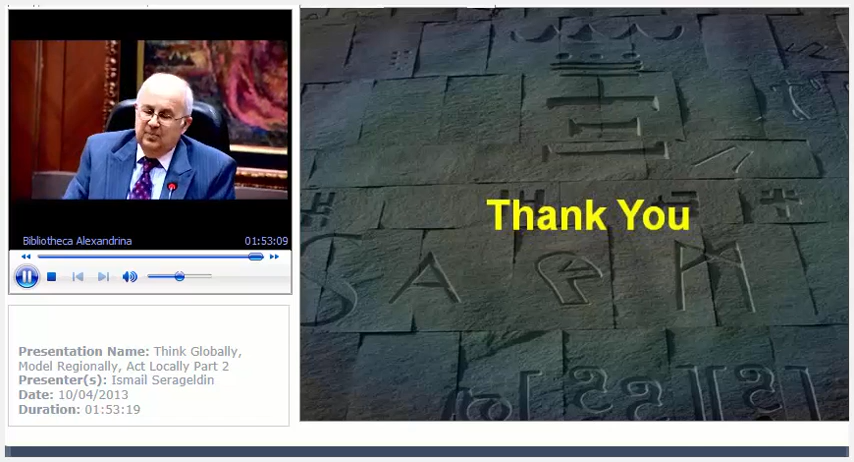 Bibliotheca Alexandrina 01:53:09
Presentation Name: Think Globally,
Model Regionally, Act Locally Part 2
Presenter(s): Ismail Serageldin
Date: 10/04/2013
Duration: 01:53:19
Thank You